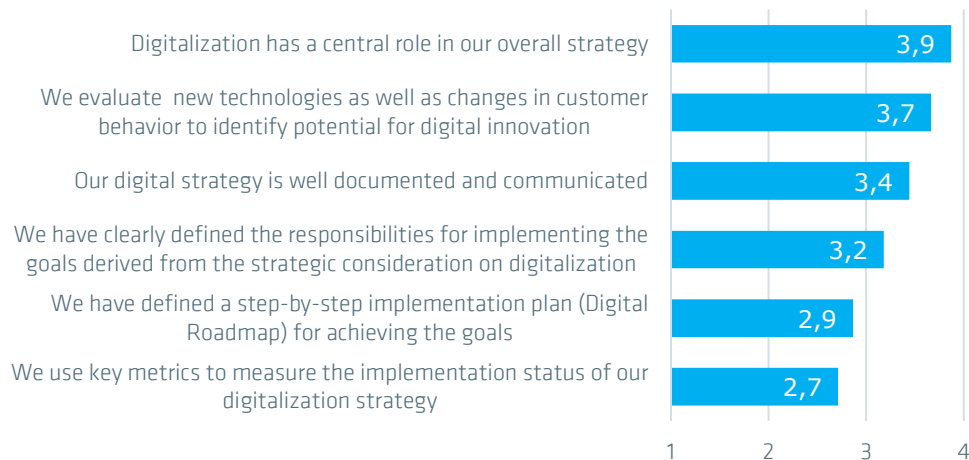 Digitalization has a central role in our overall strategy
3,9
We evaluate new technologies as well as changes in customer
behavior to identify potential for digital innovation
3,7
Our digital strategy is well documented and communicated
3,4
We have clearly defined the responsibilities for implementing the
goals derived from the strategic consideration on digitalization
3,2
We have defined a step-by-step implementation plan (Digital
Roadmap) for achieving the goals
2,9
We use key metrics to measure the implementation status of our
digitalization strategy
2,7
1 2 3 4